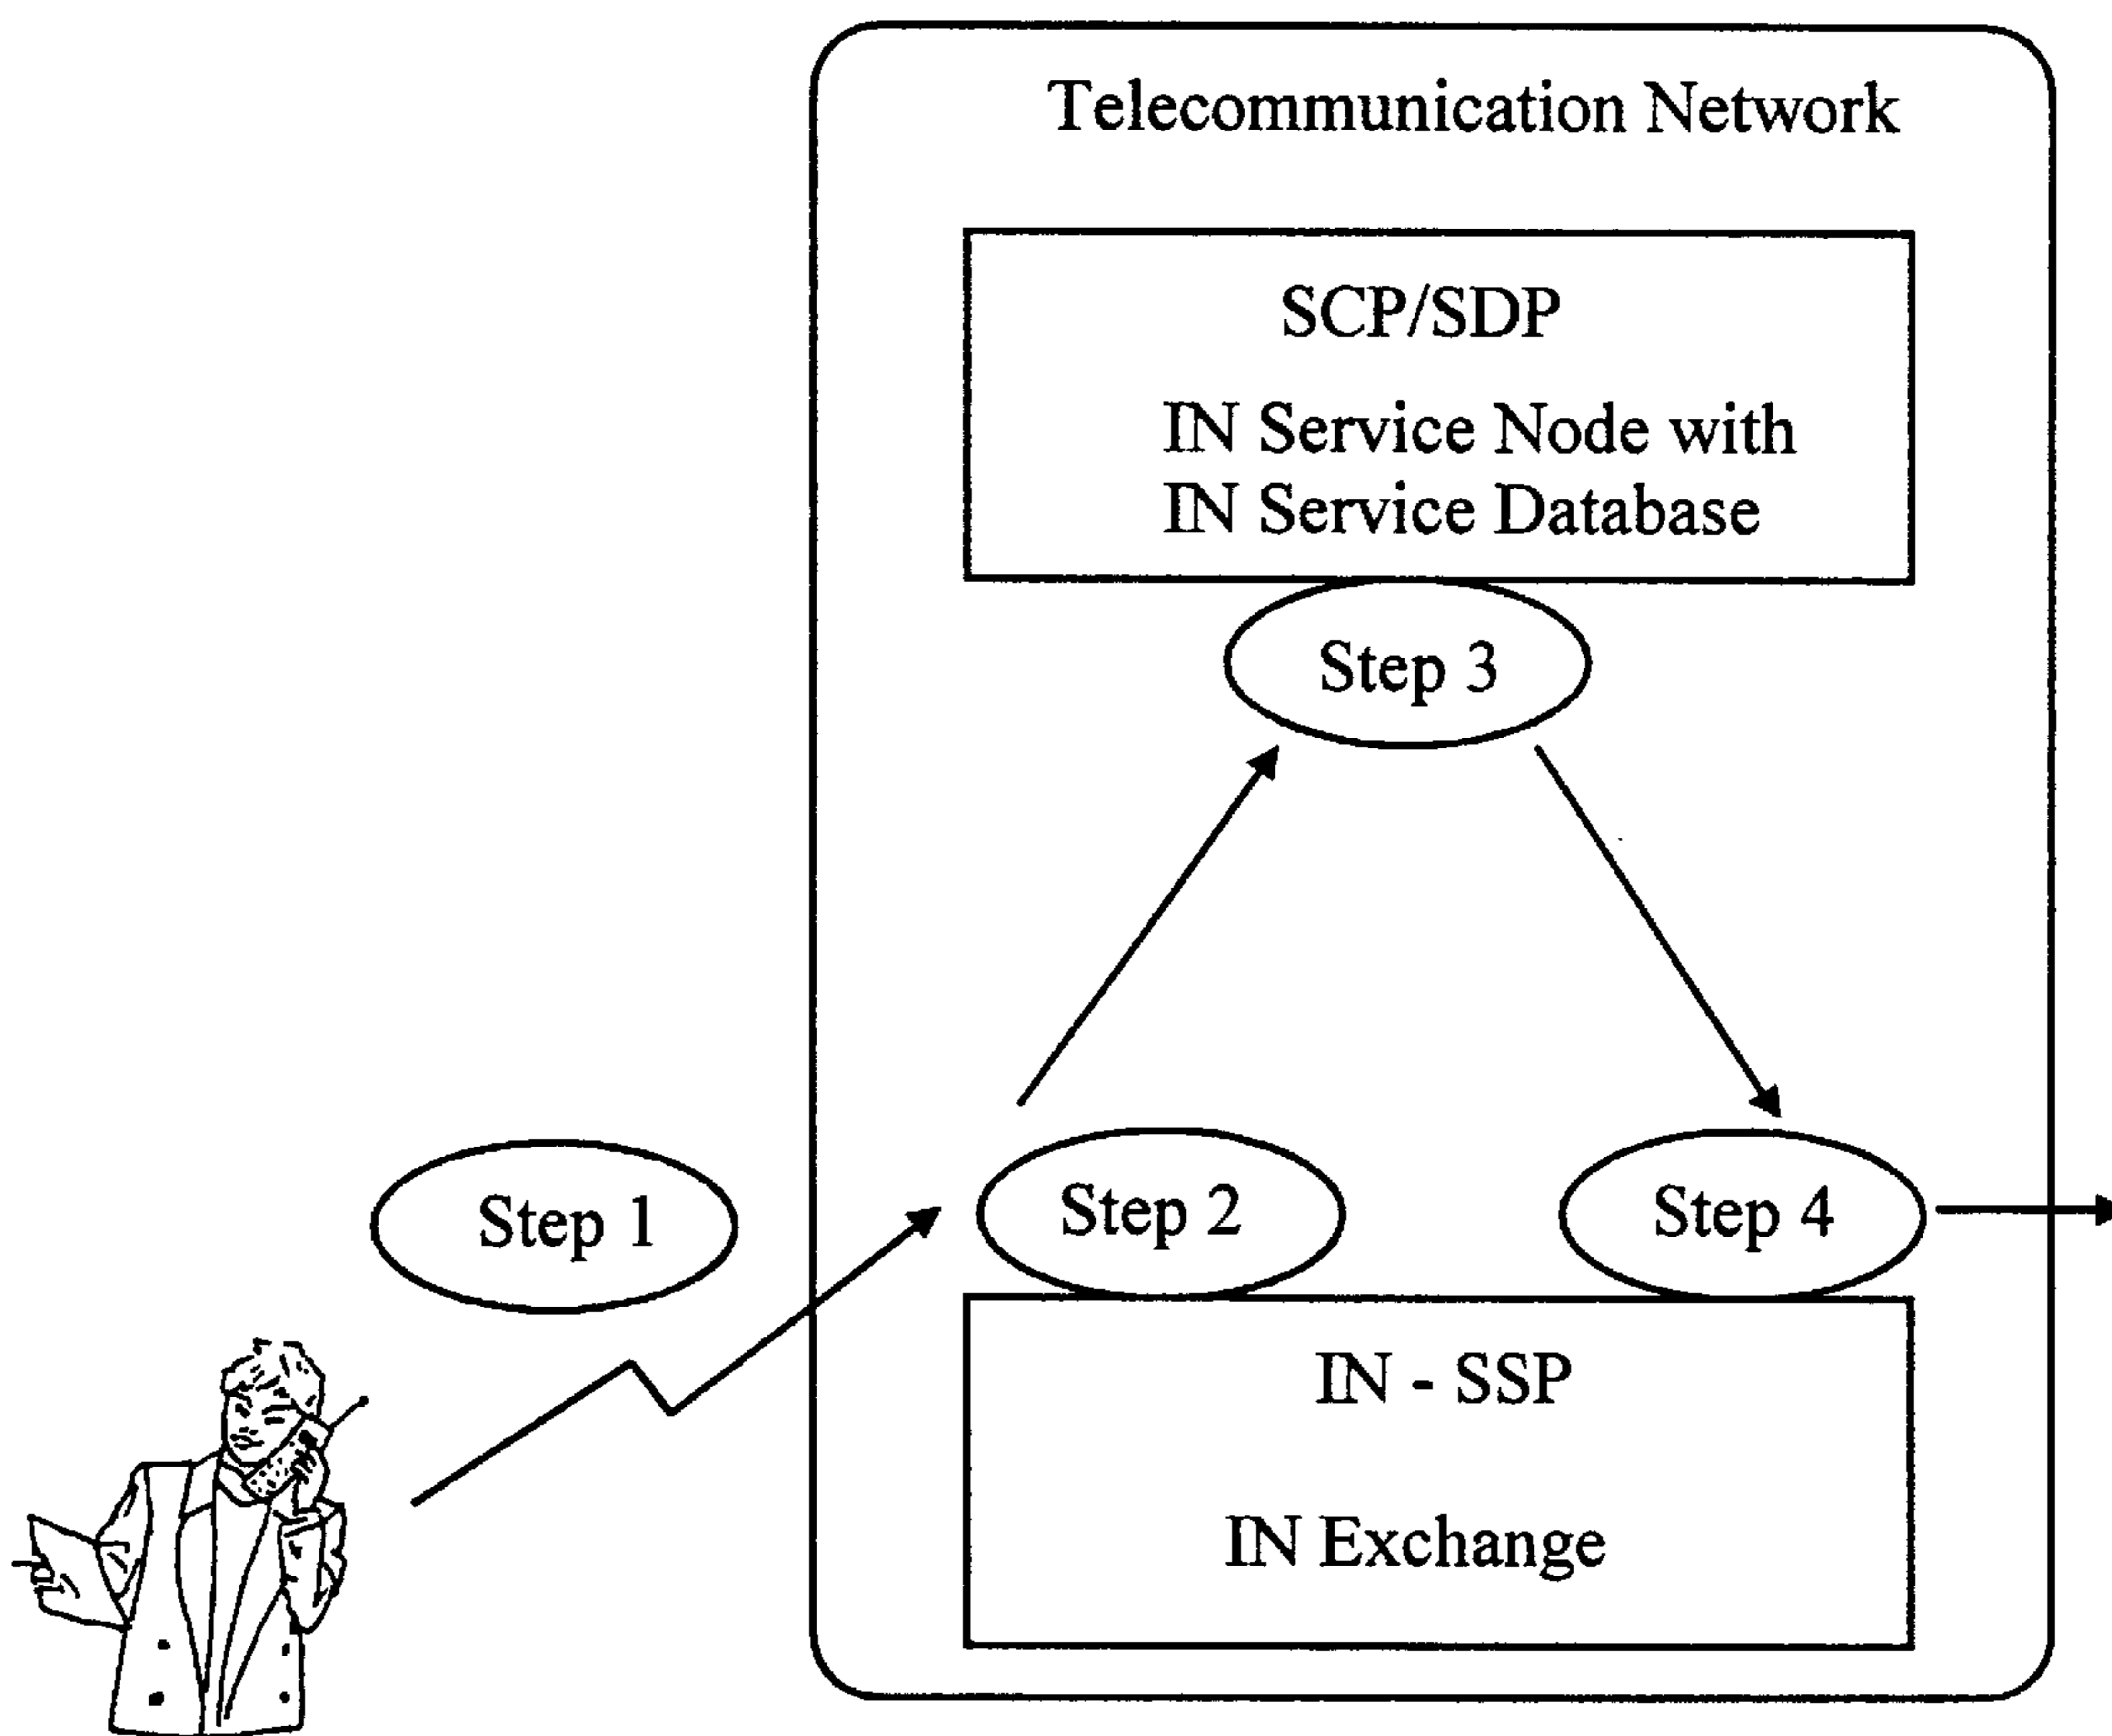 Telecommunication Network
SCP/SDP
IN Service Node with
IN Service Database
Step 3
Step 1
Step 2
Step 4
IN - SSP
IN Exchange